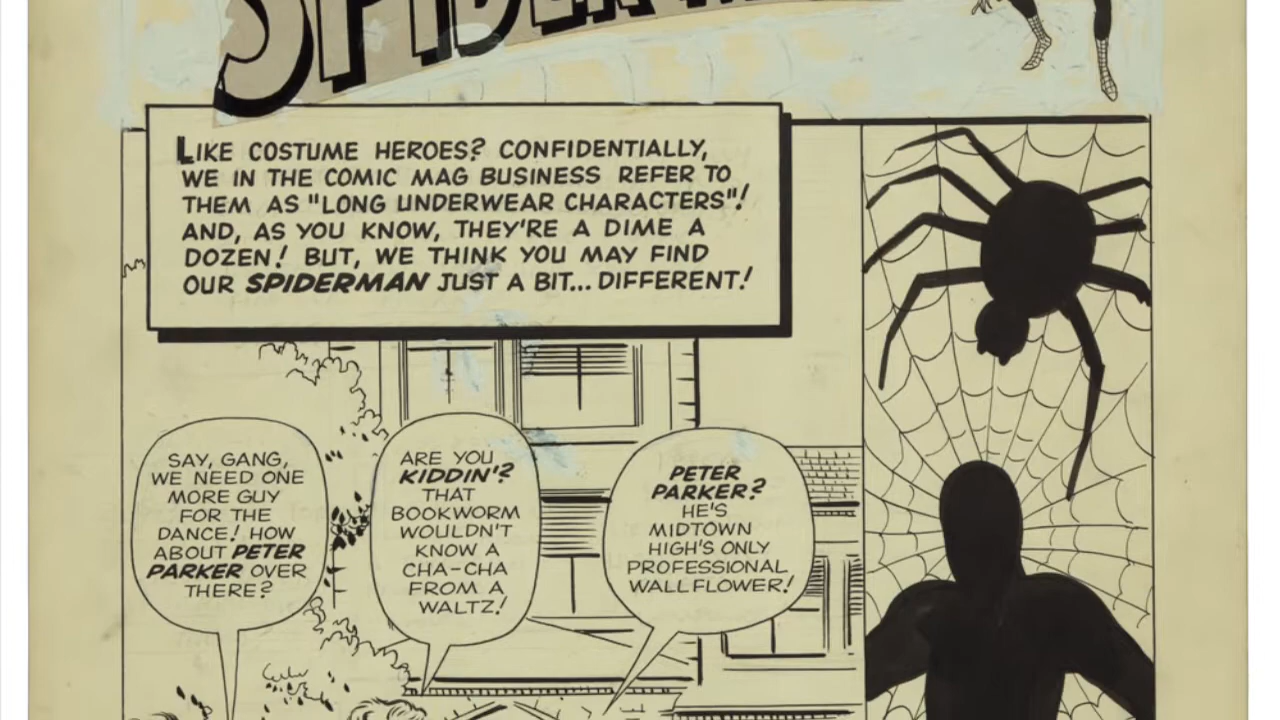 SPIDER-MAN
LIKE COSTUME HEROES? CONFIDENTIALLY,
WE IN THE COMIC MAG BUSINESS REFER TO
THEM AS "LONG UNDERWEAR CHARACTERS"!
AND, AS YOU KNOW, THEY'RE A DIME A
DOZEN! BUT, WE THINK YOU MAY FIND
OUR SPIDERMAN JUST A BIT... DIFFERENT!
SAY, GANG,
WE NEED ONE
MORE GUY
FOR THE
DANCE! HOW
ABOUT PETER
PARKER OVER
THERE?
ARE YOU
KIDDIN'?
THAT
BOOKWORM
WOULDN'T
KNOW A
CHA-CHA
FROM A
WALTZ!
PETER
PARKER?
HE'S
MIDTOWN
HIGH'S ONLY
PROFESSIONAL
WALLFLOWER!